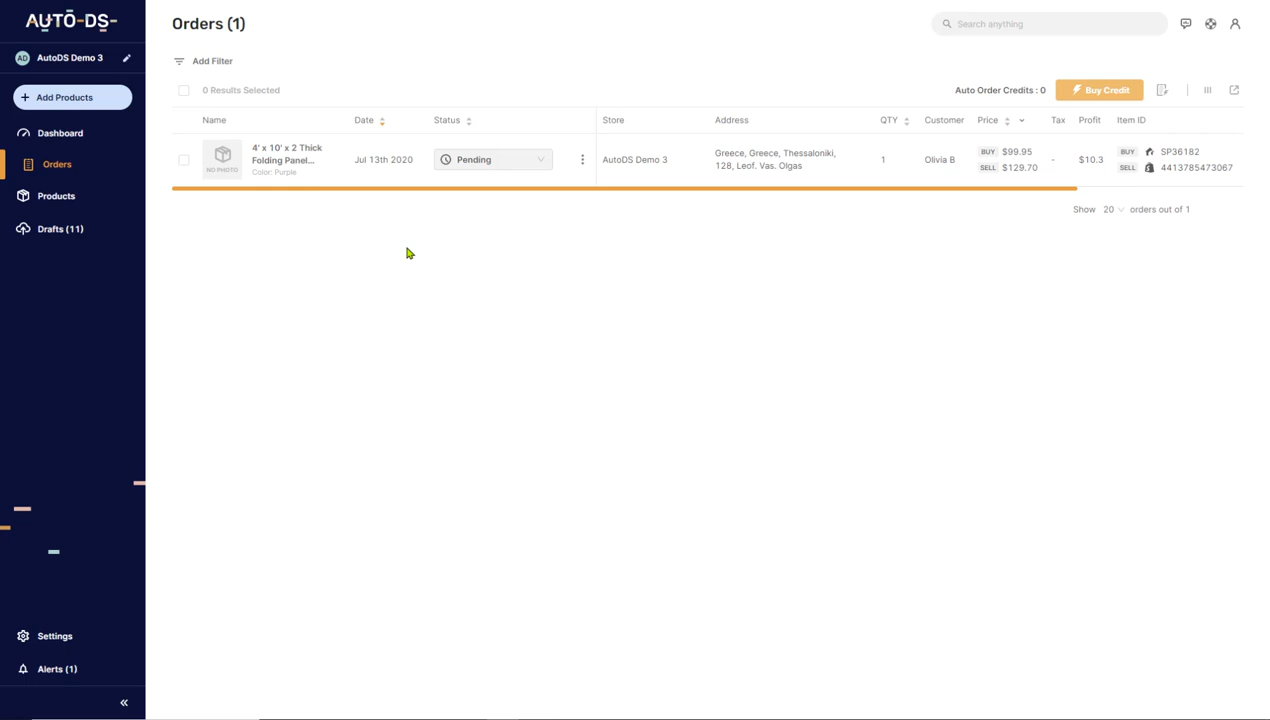 AUTO-DS-
AD AutoDS Demo 3
+ Add Products
Dashboard
Orders
Products
Drafts (11)
Settings
Alerts (1)
«
Orders (1)
Search anything
Add Filter
0 Results Selected
Auto Order Credits : 0
Buy Credit
Name Date Status Store Address QTY Customer Price Tax Profit Item ID
NO PHOTO
4' x 10' x 2 Thick
Folding Panel...
Color: Purple
Jul 13th 2020
Pending
AutoDS Demo 3
Greece, Greece, Thessaloniki,
128, Leof. Vas. Olgas
1
Olivia B
BUY $99.95
SELL $129.70
-
$10.3
BUY SP36182
SELL 4413785473067
Show 20 orders out of 1